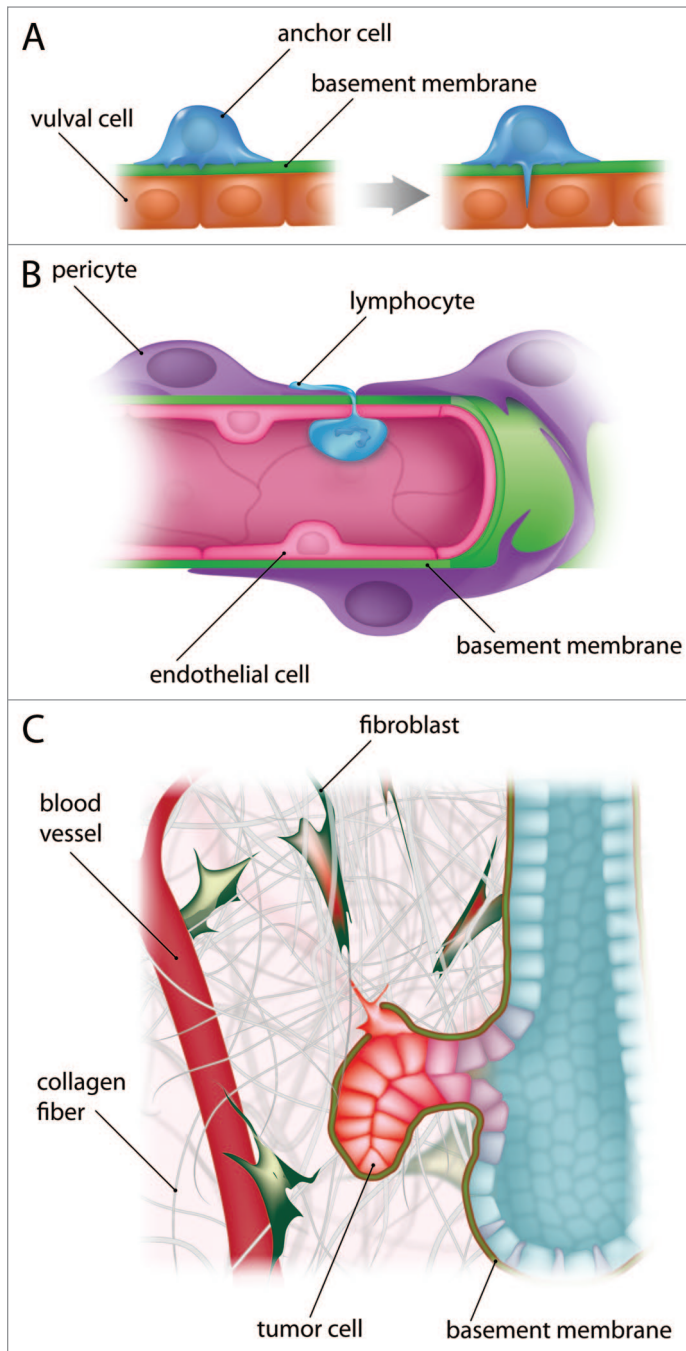 A
anchor cell
basement membrane
vulval cell
B
pericyte
lymphocyte
basement membrane
endothelial cell
C
fibroblast
blood
vessel
collagen
fiber
tumor cell
basement membrane